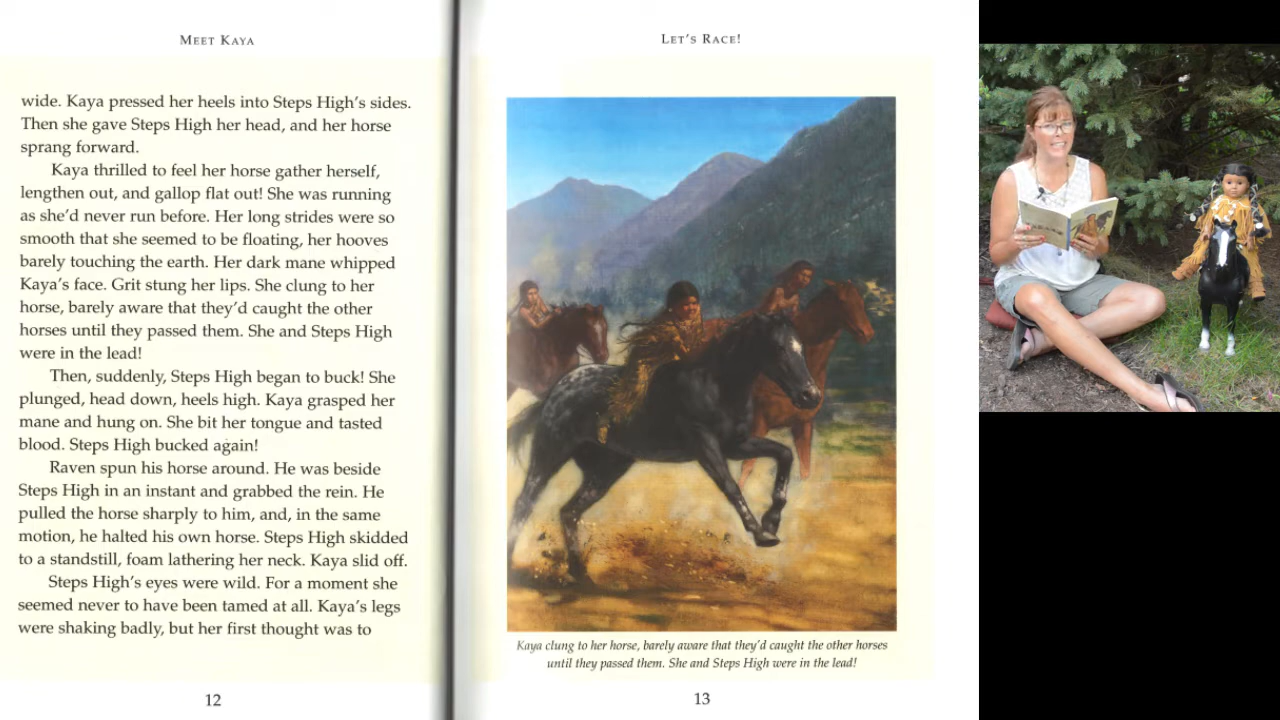 MEET KAYA
wide. Kaya pressed her heels into Steps High's sides.
Then she gave Steps High her head, and her horse
sprang forward.
Kaya thrilled to feel her horse gather herself,
lengthen out, and gallop flat out! She was running
as she'd never run before. Her long strides were so
smooth that she seemed to be floating, her hooves
barely touching the earth. Her dark mane whipped
Kaya's face. Grit stung her lips. She clung to her
horse, barely aware that they'd caught the other
horses until they passed them. She and Steps High
were in the lead!
Then, suddenly, Steps High began to buck! She
plunged, head down, heels high. Kaya grasped her
mane and hung on. She bit her tongue and tasted
blood. Steps High bucked again!
Raven spun his horse around. He was beside
Steps High in an instant and grabbed the rein. He
pulled the horse sharply to him, and, in the same
motion, he halted his own horse. Steps High skidded
to a standstill, foam lathering her neck. Kaya slid off.
Steps High's eyes were wild. For a moment she
seemed never to have been tamed at all. Kaya's legs
were shaking badly, but her first thought was to
12
LET'S RACE!
Kaya clung to her horse, barely aware that they'd caught the other horses
until they passed them. She and Steps High were in the lead!
13